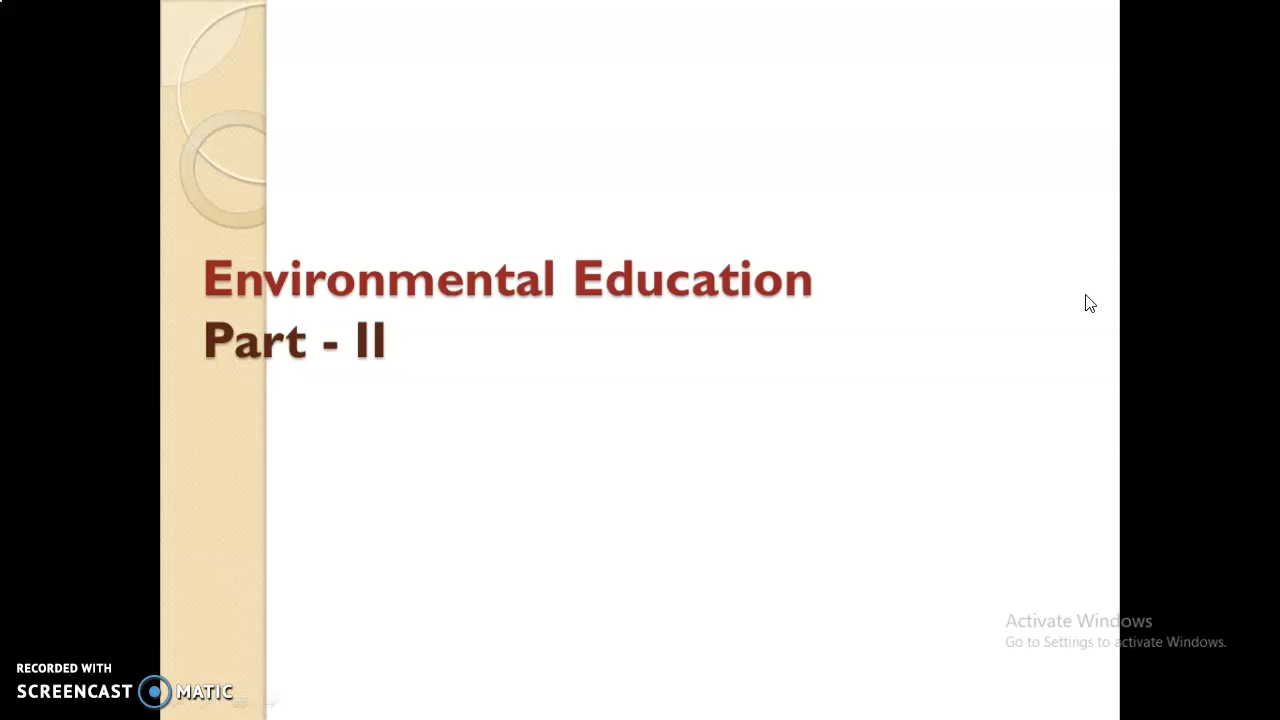 Environmental Education
Part - II
Activate Windows
Go to Settings to activate Windows.
RECORDED WITH
SCREENCAST MATIC